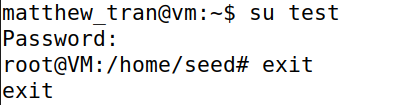 matthew_tran@vm:~$ su test
Password:
root@VM:/home/seed# exit
exit